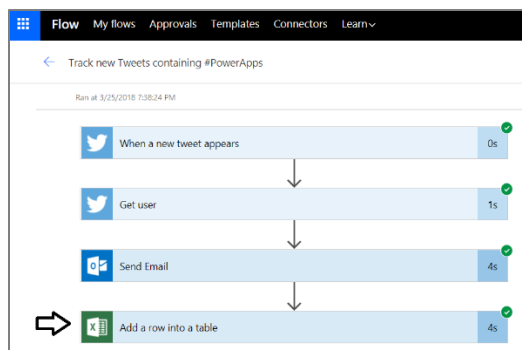 Flow My flows Approvals Templates Connectors Learn
Track new Tweets containing #PowerApps
Ran at 3/25/2018 7:38:24 PM
When a new tweet appears 0s
Get user 1s
Send Email 4s
Add a row into a table 4s